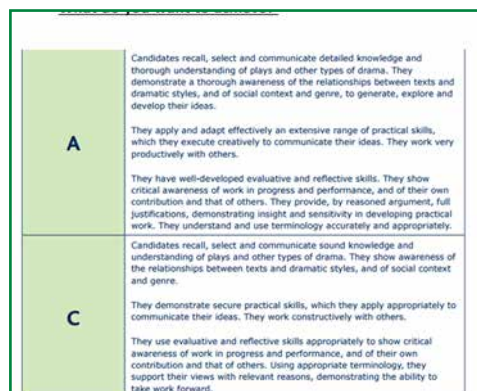 What do you want to achieve?
Candidates recall, select and communicate detailed knowledge and
thorough understanding of plays and other types of drama. They
demonstrate a thorough awareness of the relationships between texts and
dramatic styles, and of social context and genre, to generate, explore and
develop their ideas.
They apply and adapt effectively an extensive range of practical skills,
which they execute creatively to communicate their ideas. They work very
productively with others.
A
They have well-developed evaluative and reflective skills. They show
critical awareness of work in progress and performance, and of their own
contribution and that of others. They provide, by reasoned argument, full
justifications, demonstrating insight and sensitivity in developing practical
work. They understand and use terminology accurately and appropriately.
Candidates recall, select and communicate sound knowledge and
understanding of plays and other types of drama. They show awareness of
the relationships between texts and dramatic styles, and of social context
and genre.
They demonstrate secure practical skills, which they apply appropriately to
communicate their ideas. They work constructively with others.
C
They use evaluative and reflective skills appropriately to show critical
awareness of work in progress and performance, and of their own
contribution and that of others. Using appropriate terminology, they
support their views with relevant reasons, demonstrating the ability to
take work forward.